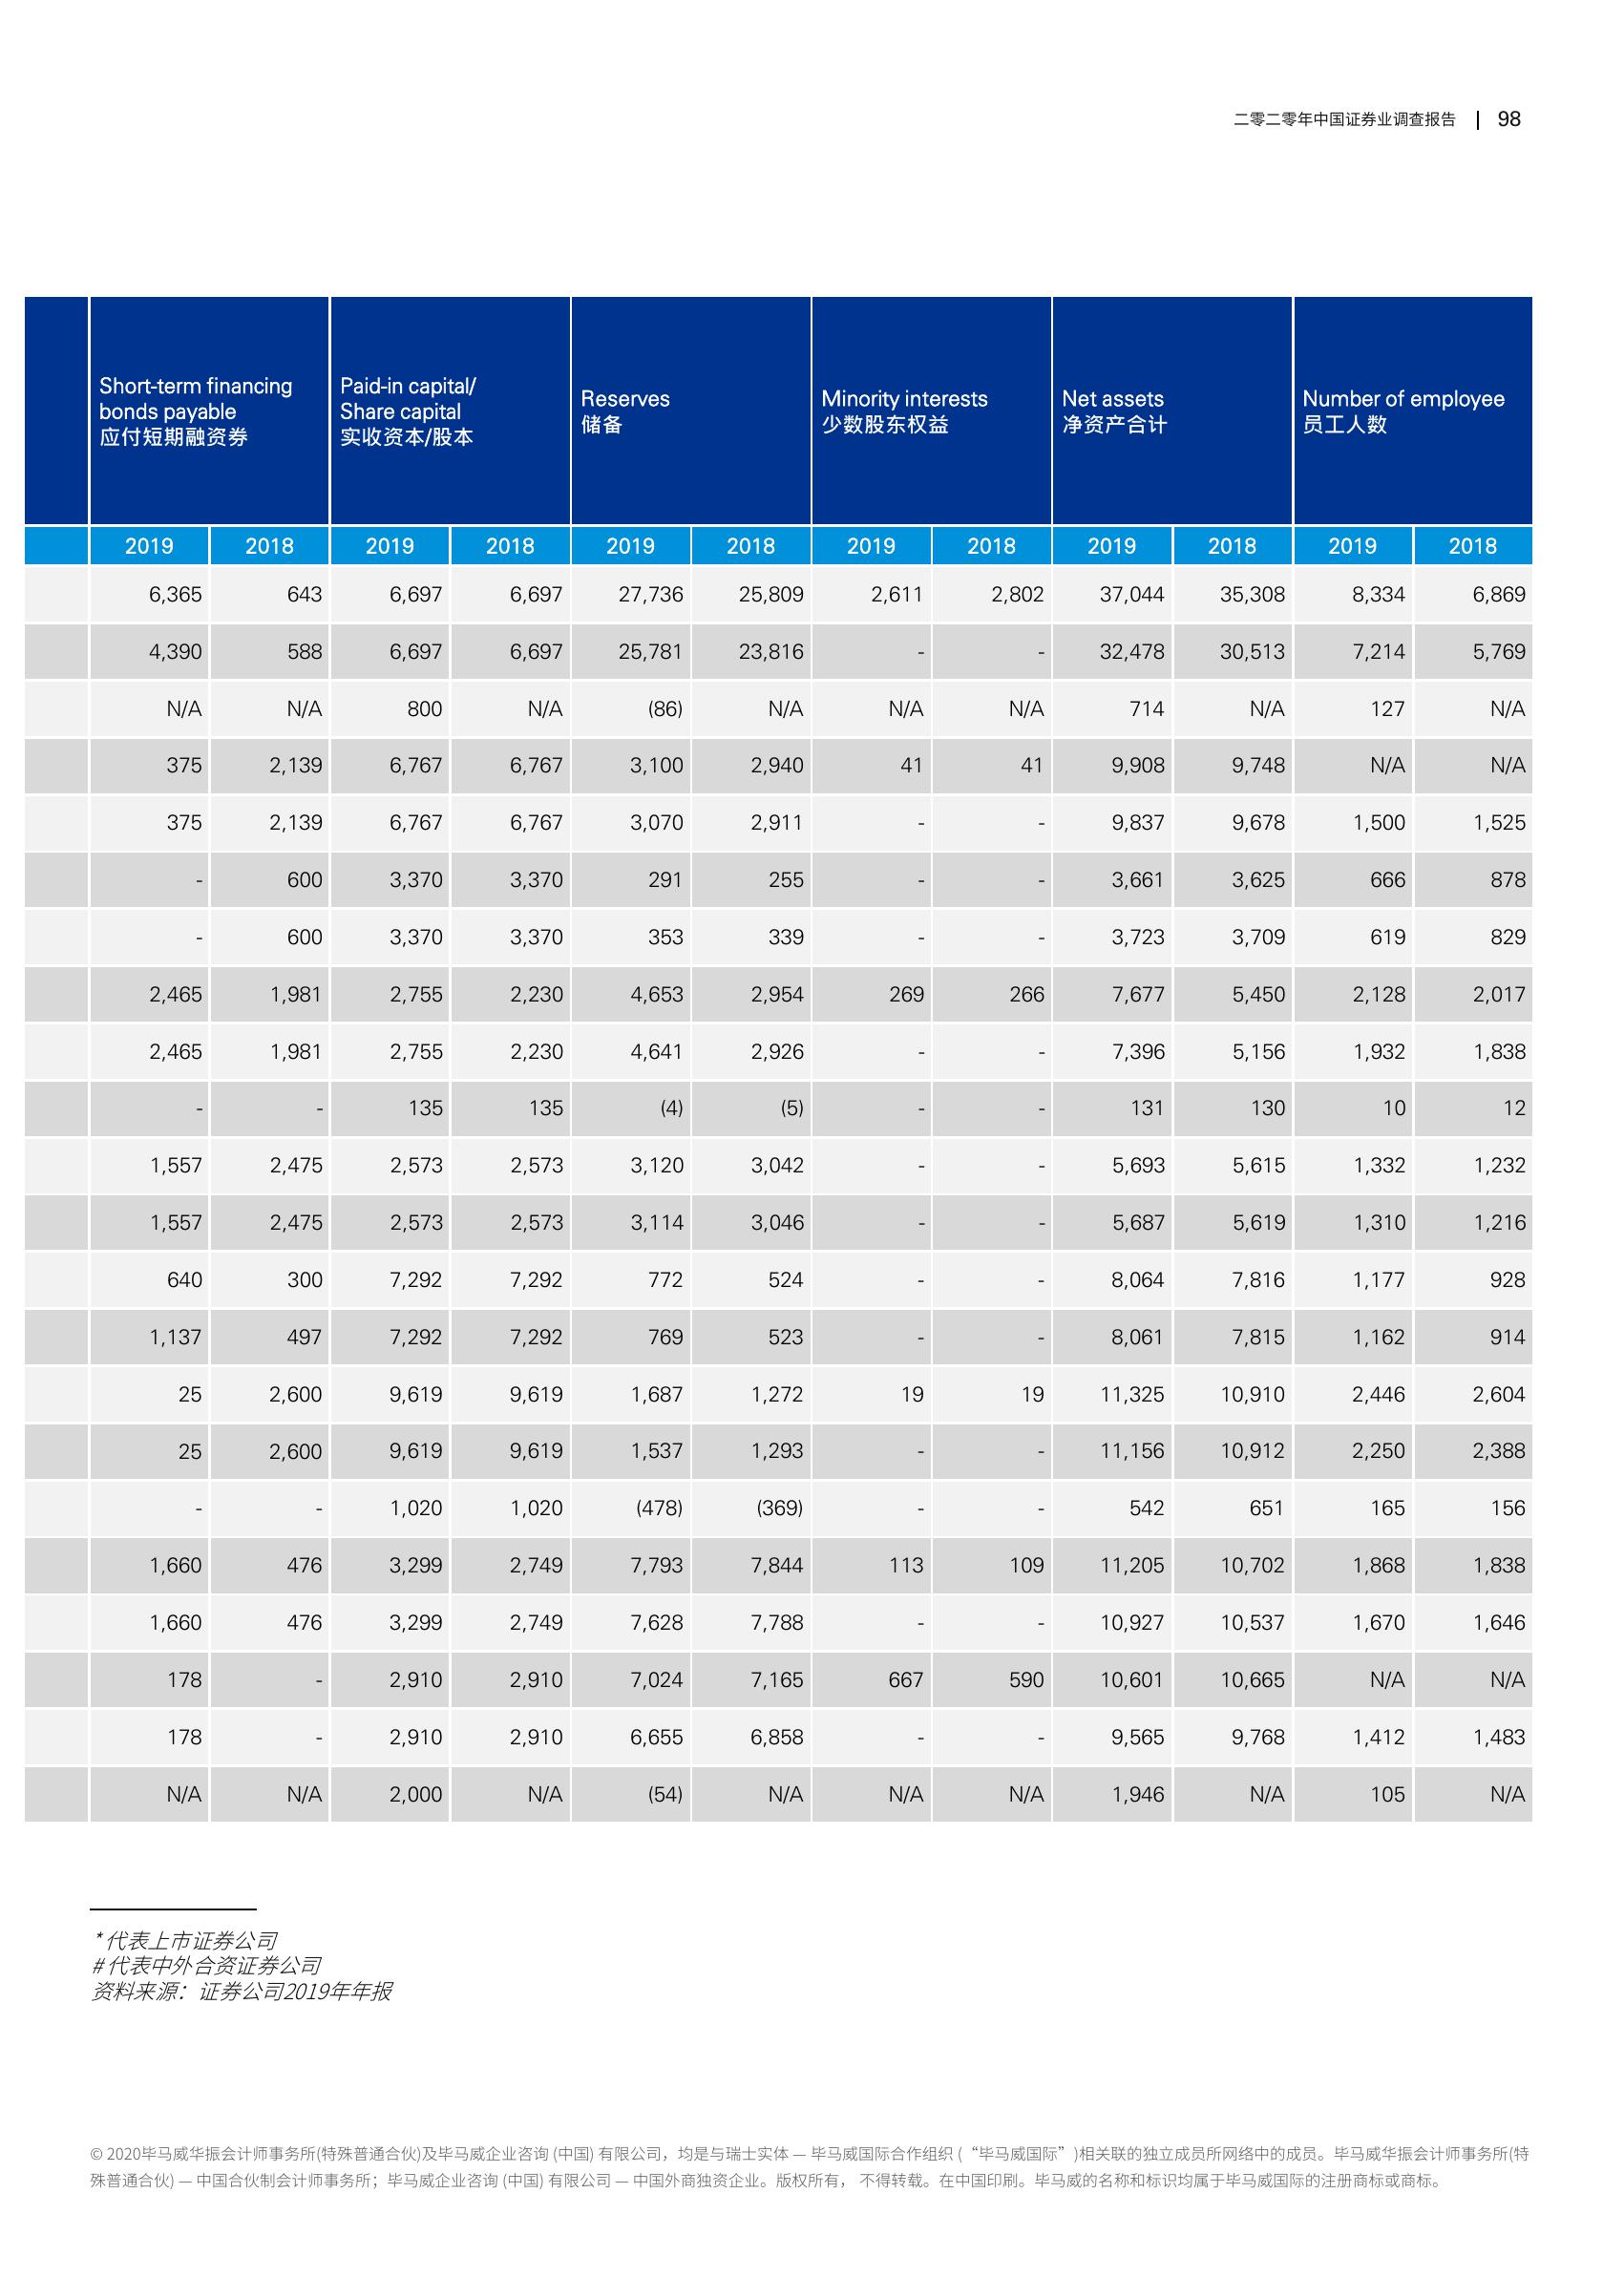 二零二零年中国证券业调查报告 | 98
Short-term financing bonds payable 应付短期融资券 Paid-in capital/ Share capital 实收资本/股本 Reserves 储备 Minority interests 少数股东权益 Net assets 净资产合计 Number of employee 员工人数
2019 2018 2019 2018 2019 2018 2019 2018 2019 2018 2019 2018
6,365 643 6,697 6,697 27,736 25,809 2,611 2,802 37,044 35,308 8,334 6,869
4,390 588 6,697 6,697 25,781 23,816 - - 32,478 30,513 7,214 5,769
N/A N/A 800 N/A (86) N/A N/A N/A 714 N/A 127 N/A
375 2,139 6,767 6,767 3,100 2,940 41 41 9,908 9,748 N/A N/A
375 2,139 6,767 6,767 3,070 2,911 - - 9,837 9,678 1,500 1,525
- 600 3,370 3,370 291 255 - - 3,661 3,625 666 878
- 600 3,370 3,370 353 339 - - 3,723 3,709 619 829
2,465 1,981 2,755 2,230 4,653 2,954 269 266 7,677 5,450 2,128 2,017
2,465 1,981 2,755 2,230 4,641 2,926 - - 7,396 5,156 1,932 1,838
- - 135 135 (4) (5) - - 131 130 10 12
1,557 2,475 2,573 2,573 3,120 3,042 - - 5,693 5,615 1,332 1,232
1,557 2,475 2,573 2,573 3,114 3,046 - - 5,687 5,619 1,310 1,216
640 300 7,292 7,292 772 524 - - 8,064 7,816 1,177 928
1,137 497 7,292 7,292 769 523 - - 8,061 7,815 1,162 914
25 2,600 9,619 9,619 1,687 1,272 19 19 11,325 10,910 2,446 2,604
25 2,600 9,619 9,619 1,537 1,293 - - 11,156 10,912 2,250 2,388
- - 1,020 1,020 (478) (369) - - 542 651 165 156
1,660 476 3,299 2,749 7,793 7,844 113 109 11,205 10,702 1,868 1,838
1,660 476 3,299 2,749 7,628 7,788 - - 10,927 10,537 1,670 1,646
178 - 2,910 2,910 7,024 7,165 667 590 10,601 10,665 N/A N/A
178 - 2,910 2,910 6,655 6,858 - - 9,565 9,768 1,412 1,483
N/A N/A 2,000 N/A (54) N/A N/A N/A 1,946 N/A 105 N/A
* 代表上市证券公司
# 代表中外合资证券公司
资料来源：证券公司2019年年报
© 2020毕马威华振会计师事务所(特殊普通合伙)及毕马威企业咨询 (中国) 有限公司，均是与瑞士实体 — 毕马威国际合作组织 (“毕马威国际”)相关联的独立成员所网络中的成员。毕马威华振会计师事务所(特
殊普通合伙) — 中国合伙制会计师事务所；毕马威企业咨询 (中国) 有限公司 — 中国外商独资企业。版权所有， 不得转载。在中国印刷。毕马威的名称和标识均属于毕马威国际的注册商标或商标。